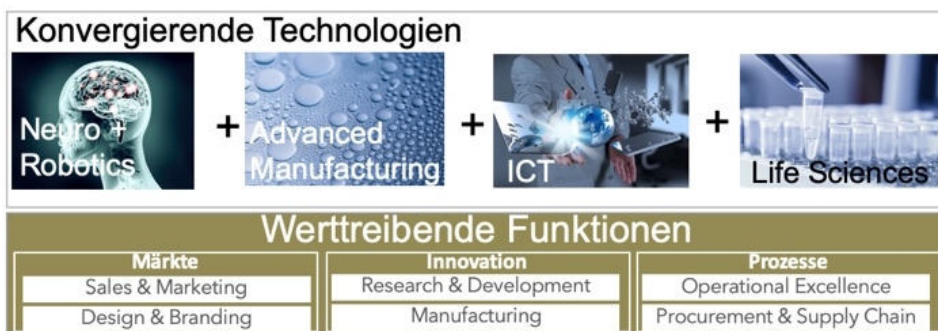 Konvergierende Technologien
Neuro +
Robotics
+
Advanced
Manufacturing
+
ICT
+
Life Sciences
Werttreibende Funktionen
Märkte
Sales & Marketing
Design & Branding
Innovation
Research & Development
Manufacturing
Prozesse
Operational Excellence
Procurement & Supply Chain